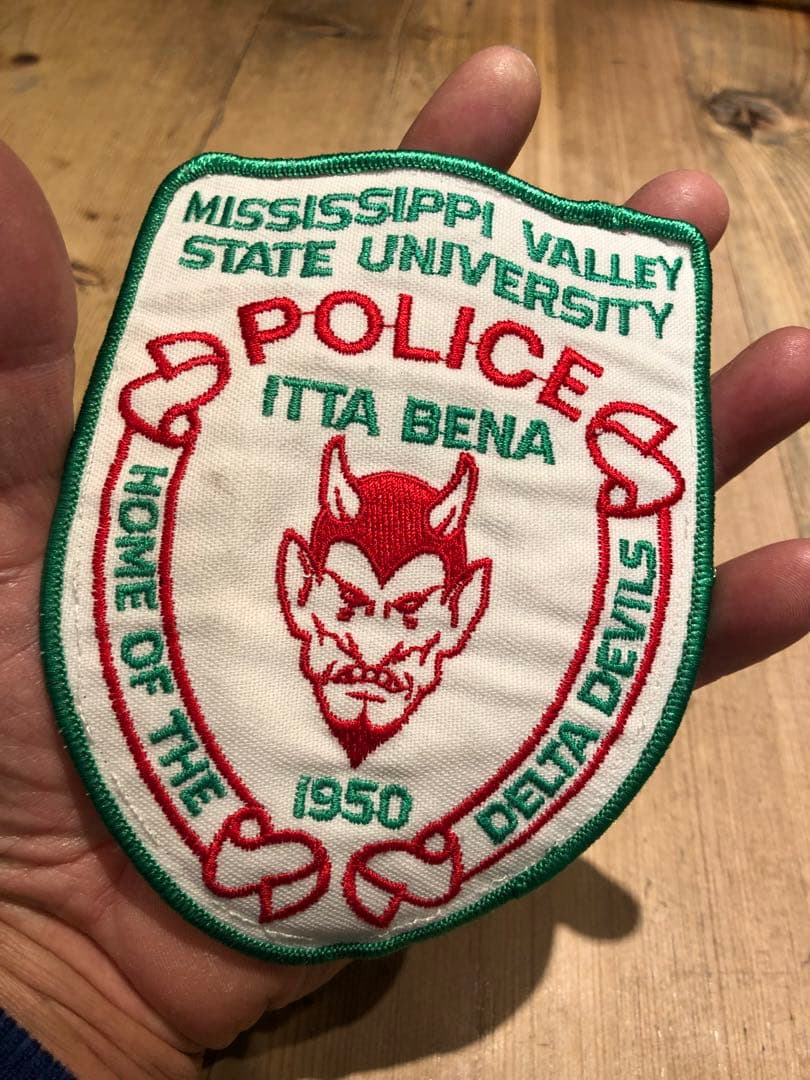 MISSISSIPPI VALLEY
STATE UNIVERSITY
POLICE
ITTA BENA
HOME OF THE
DELTA DEVILS
1950